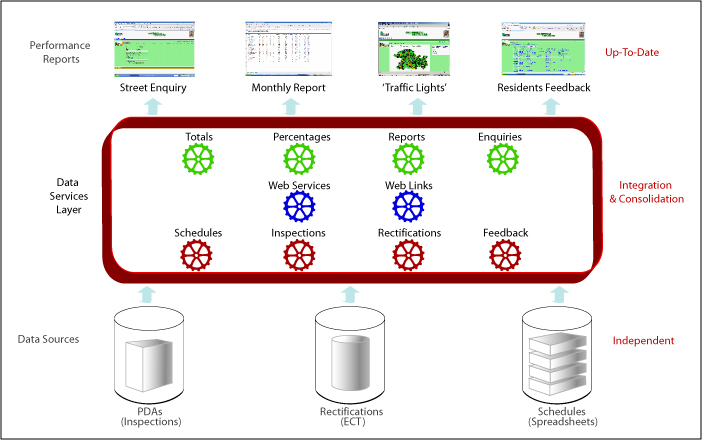 Performance
Reports
Up-To-Date
Street Enquiry
Monthly Report
'Traffic Lights'
Residents Feedback
Totals
Percentages
Reports
Enquiries
Data
Services
Layer
Web Services
Web Links
Integration
& Consolidation
Schedules
Inspections
Rectifications
Feedback
Data Sources
Independent
PDAs
(Inspections)
Rectifications
(ECT)
Schedules
(Spreadsheets)